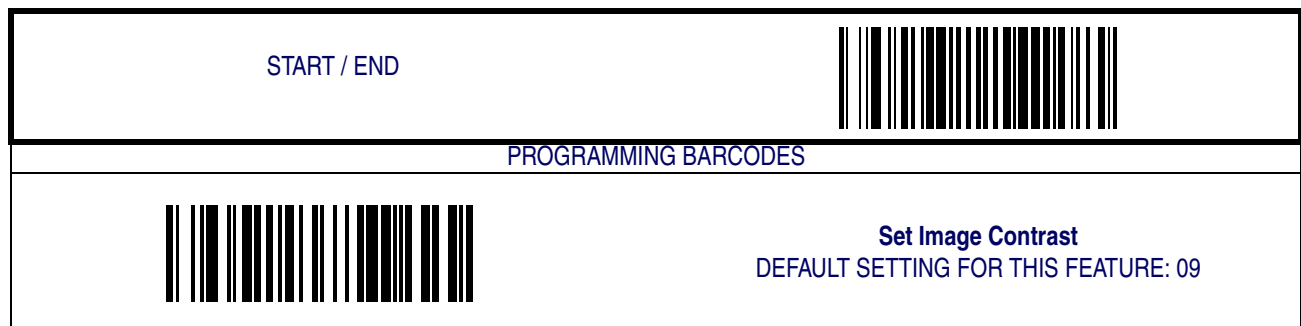 START / END
PROGRAMMING BARCODES
Set Image Contrast
DEFAULT SETTING FOR THIS FEATURE: 09